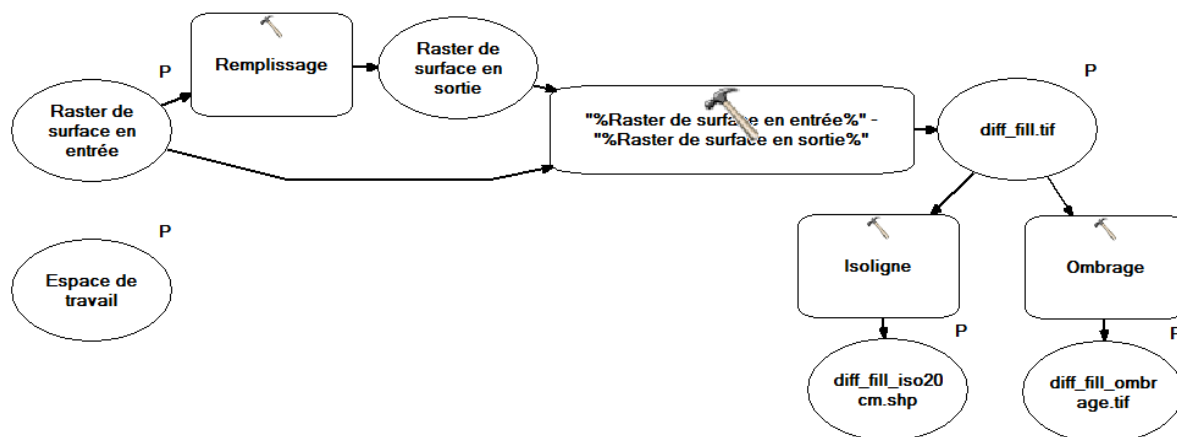 P
Remplissage
Raster de
surface en
sortie
Raster de
surface en
entrée
"%Raster de surface en entrée%" -
"%Raster de surface en sortie%"
P
diff_fill.tif
P
Espace de
travail
Isoligne
Ombrage
P
diff_fill_iso20
cm.shp
P
diff_fill_ombr
age.tif